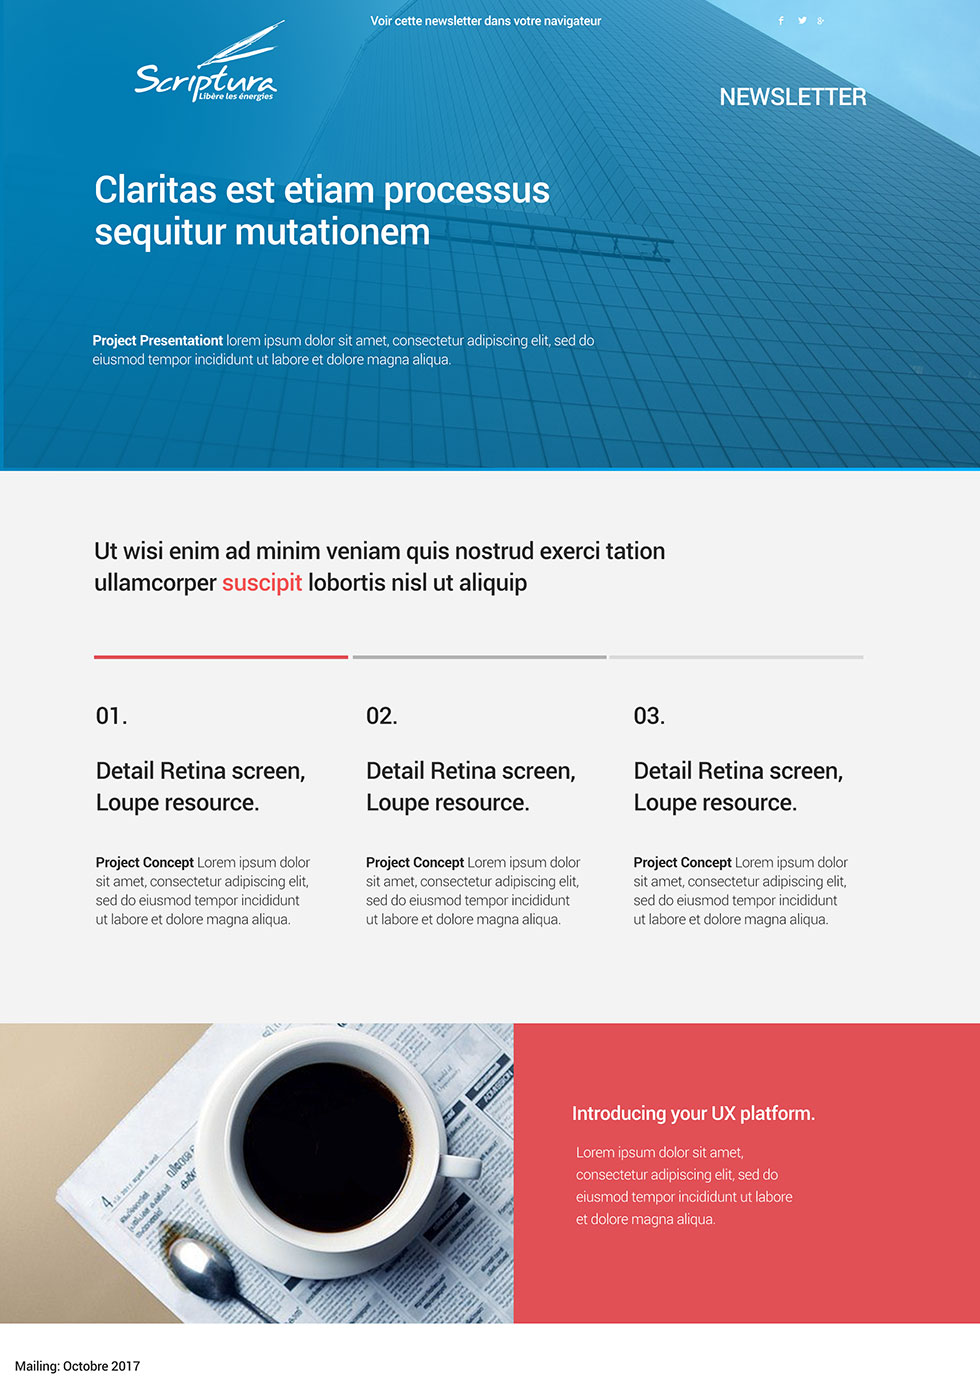 Voir cette newsletter dans votre navigateur
Scriptura
Libère les énergies
NEWSLETTER
Claritas est etiam processus
sequitur mutationem
Project Presentationt lorem ipsum dolor sit amet, consectetur adipiscing elit, sed do
eiusmod tempor incididunt ut labore et dolore magna aliqua.
Ut wisi enim ad minim veniam quis nostrud exerci tation
ullamcorper suscipit lobortis nisl ut aliquip
01.
Detail Retina screen,
Loupe resource.
Project Concept Lorem ipsum dolor
sit amet, consectetur adipiscing elit,
sed do eiusmod tempor incididunt
ut labore et dolore magna aliqua.
02.
Detail Retina screen,
Loupe resource.
Project Concept Lorem ipsum dolor
sit amet, consectetur adipiscing elit,
sed do eiusmod tempor incididunt
ut labore et dolore magna aliqua.
03.
Detail Retina screen,
Loupe resource.
Project Concept Lorem ipsum dolor
sit amet, consectetur adipiscing elit,
sed do eiusmod tempor incididunt
ut labore et dolore magna aliqua.
ADMISSION
Introducing your UX platform.
Lorem ipsum dolor sit amet,
consectetur adipiscing elit, sed do
eiusmod tempor incididunt ut labore
et dolore magna aliqua.
Mailing: Octobre 2017